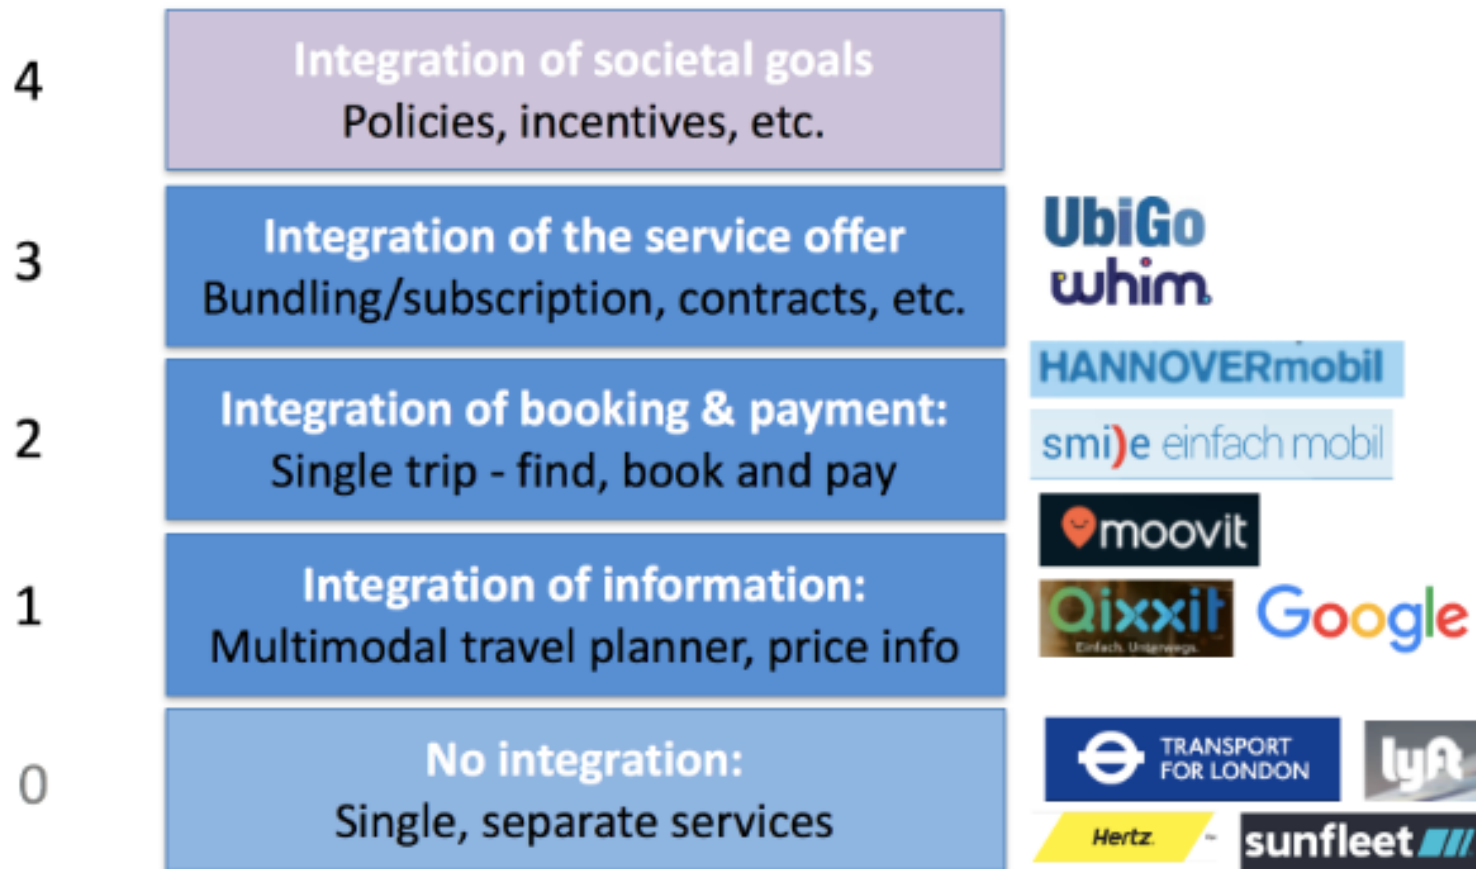 4
Integration of societal goals
Policies, incentives, etc.
3
Integration of the service offer
Bundling/subscription, contracts, etc.
UbiGo
whim
2
Integration of booking & payment:
Single trip - find, book and pay
HANNOVERmobil
smile einfach mobil
moovit
1
Integration of information:
Multimodal travel planner, price info
Qixxit
Einfach. Unterwegs.
Google
0
No integration:
Single, separate services
TRANSPORT
FOR LONDON
lyft
Hertz.
sunfleet